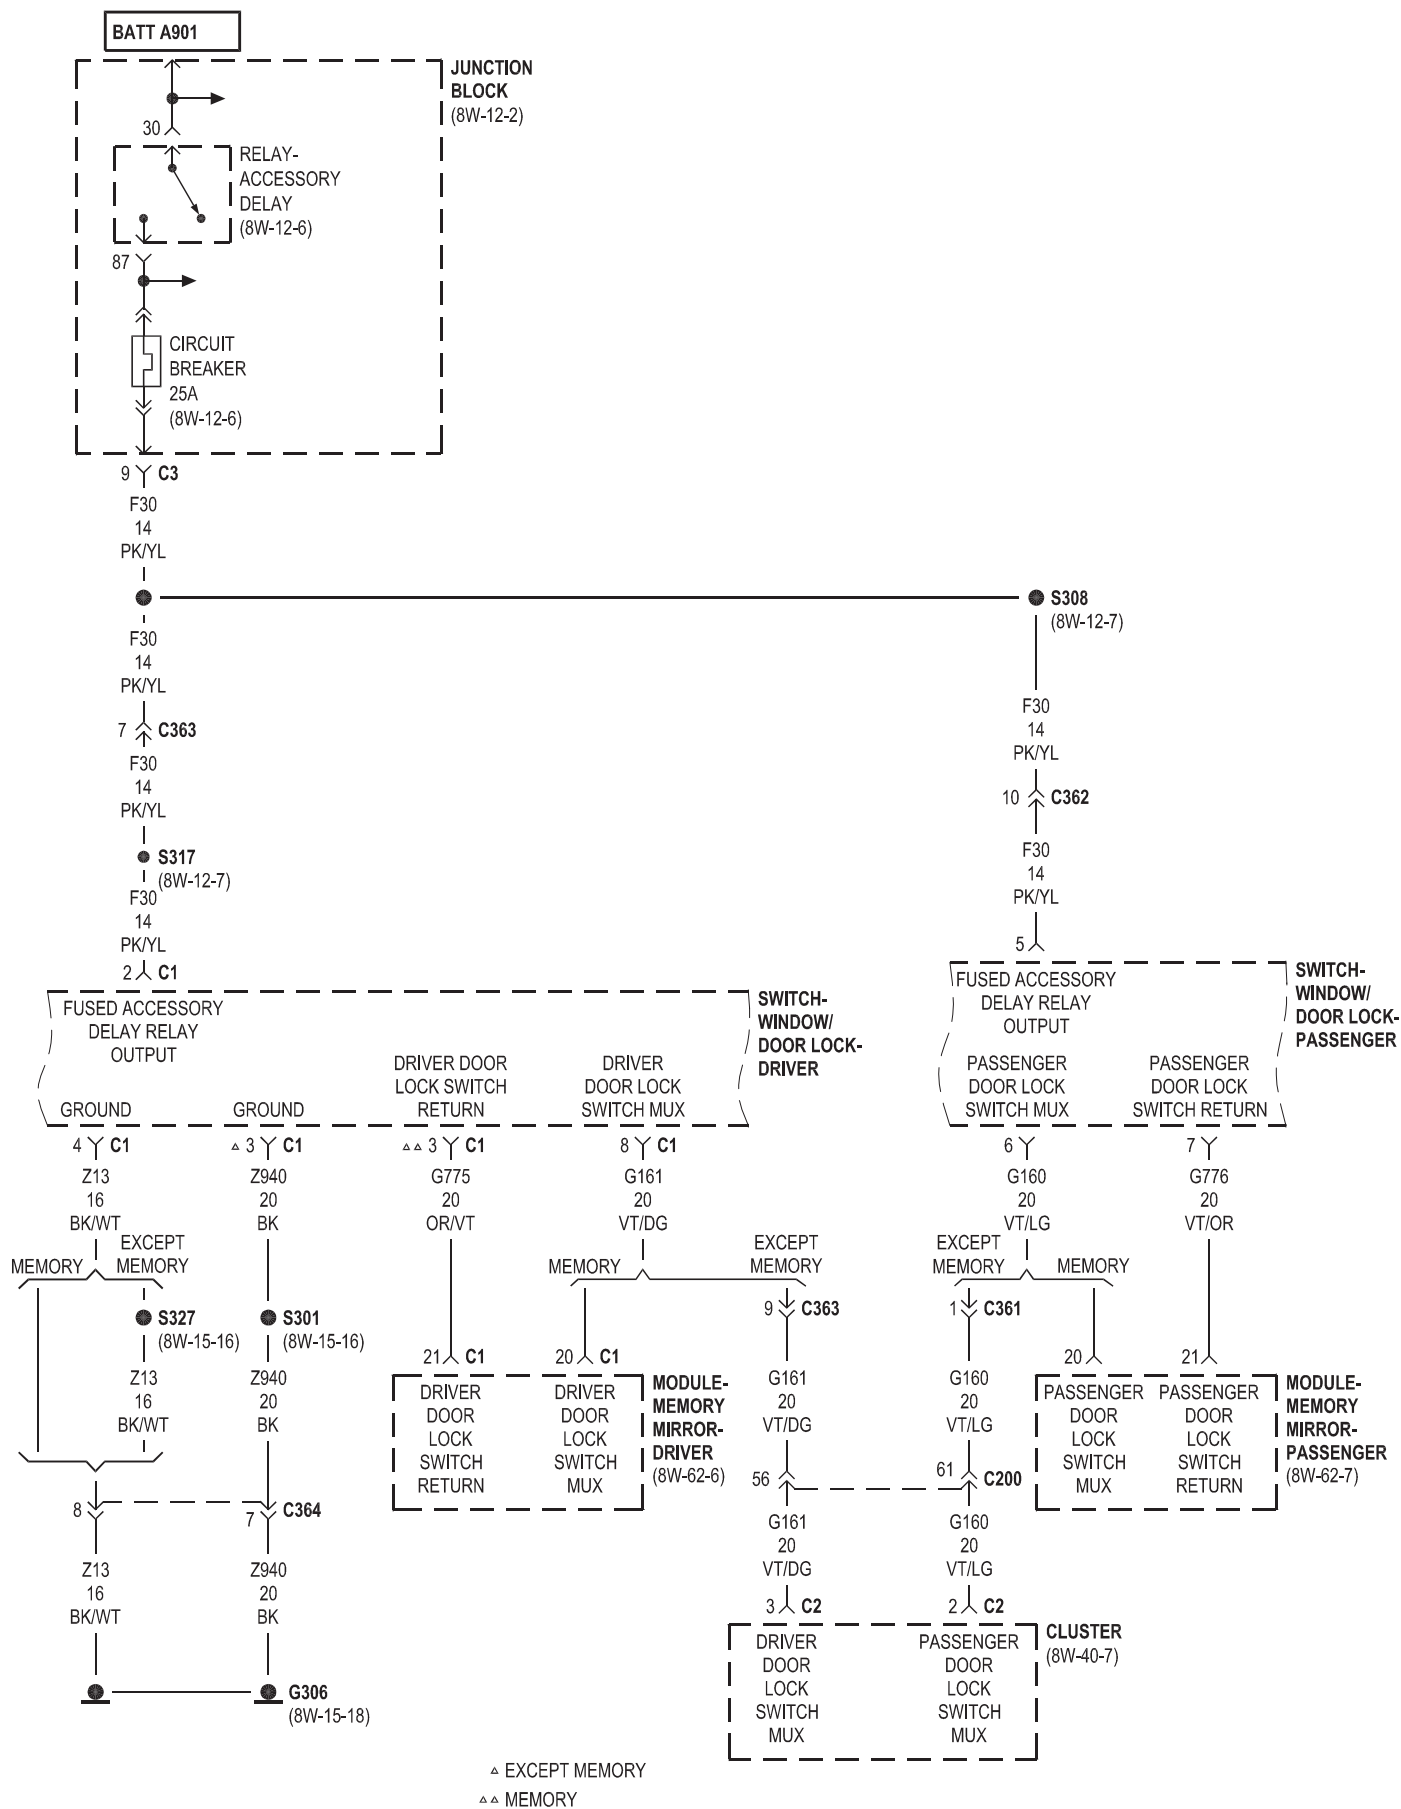 BATT A901
JUNCTION
BLOCK
(8W-12-2)
30
RELAY-
ACCESSORY
DELAY
(8W-12-6)
87
CIRCUIT
BREAKER
25A
(8W-12-6)
9 C3
F30
14
PK/YL
S308
(8W-12-7)
F30
14
PK/YL
7 C363
F30
14
PK/YL
S317
(8W-12-7)
F30
14
PK/YL
2 C1
F30
14
PK/YL
10 C362
F30
14
PK/YL
5
FUSED ACCESSORY
DELAY RELAY
OUTPUT
GROUND
GROUND
DRIVER DOOR
LOCK SWITCH
RETURN
DRIVER
DOOR LOCK
SWITCH MUX
SWITCH-
WINDOW/
DOOR LOCK-
DRIVER
FUSED ACCESSORY
DELAY RELAY
OUTPUT
PASSENGER
DOOR LOCK
SWITCH MUX
PASSENGER
DOOR LOCK
SWITCH RETURN
SWITCH-
WINDOW/
DOOR LOCK-
PASSENGER
4 C1
Z13
16
BK/WT
MEMORY
EXCEPT
MEMORY
S327
(8W-15-16)
Z13
16
BK/WT
8
Z13
16
BK/WT
▵ 3 C1
Z940
20
BK
S301
(8W-15-16)
Z940
20
BK
7 C364
Z940
20
BK
G306
(8W-15-18)
▵▵ 3 C1
G775
20
OR/VT
21 C1
8 C1
G161
20
VT/DG
MEMORY
EXCEPT
MEMORY
20 C1
DRIVER
DOOR
LOCK
SWITCH
RETURN
DRIVER
DOOR
LOCK
SWITCH
MUX
MODULE-
MEMORY
MIRROR-
DRIVER
(8W-62-6)
9 C363
G161
20
VT/DG
56
G161
20
VT/DG
3 C2
6
G160
20
VT/LG
EXCEPT
MEMORY
MEMORY
1 C361
G160
20
VT/LG
61 C200
G160
20
VT/LG
2 C2
7
G776
20
VT/OR
20
21
PASSENGER
DOOR
LOCK
SWITCH
MUX
PASSENGER
DOOR
LOCK
SWITCH
RETURN
MODULE-
MEMORY
MIRROR-
PASSENGER
(8W-62-7)
DRIVER
DOOR
LOCK
SWITCH
MUX
PASSENGER
DOOR
LOCK
SWITCH
MUX
CLUSTER
(8W-40-7)
▵ EXCEPT MEMORY
▵▵ MEMORY